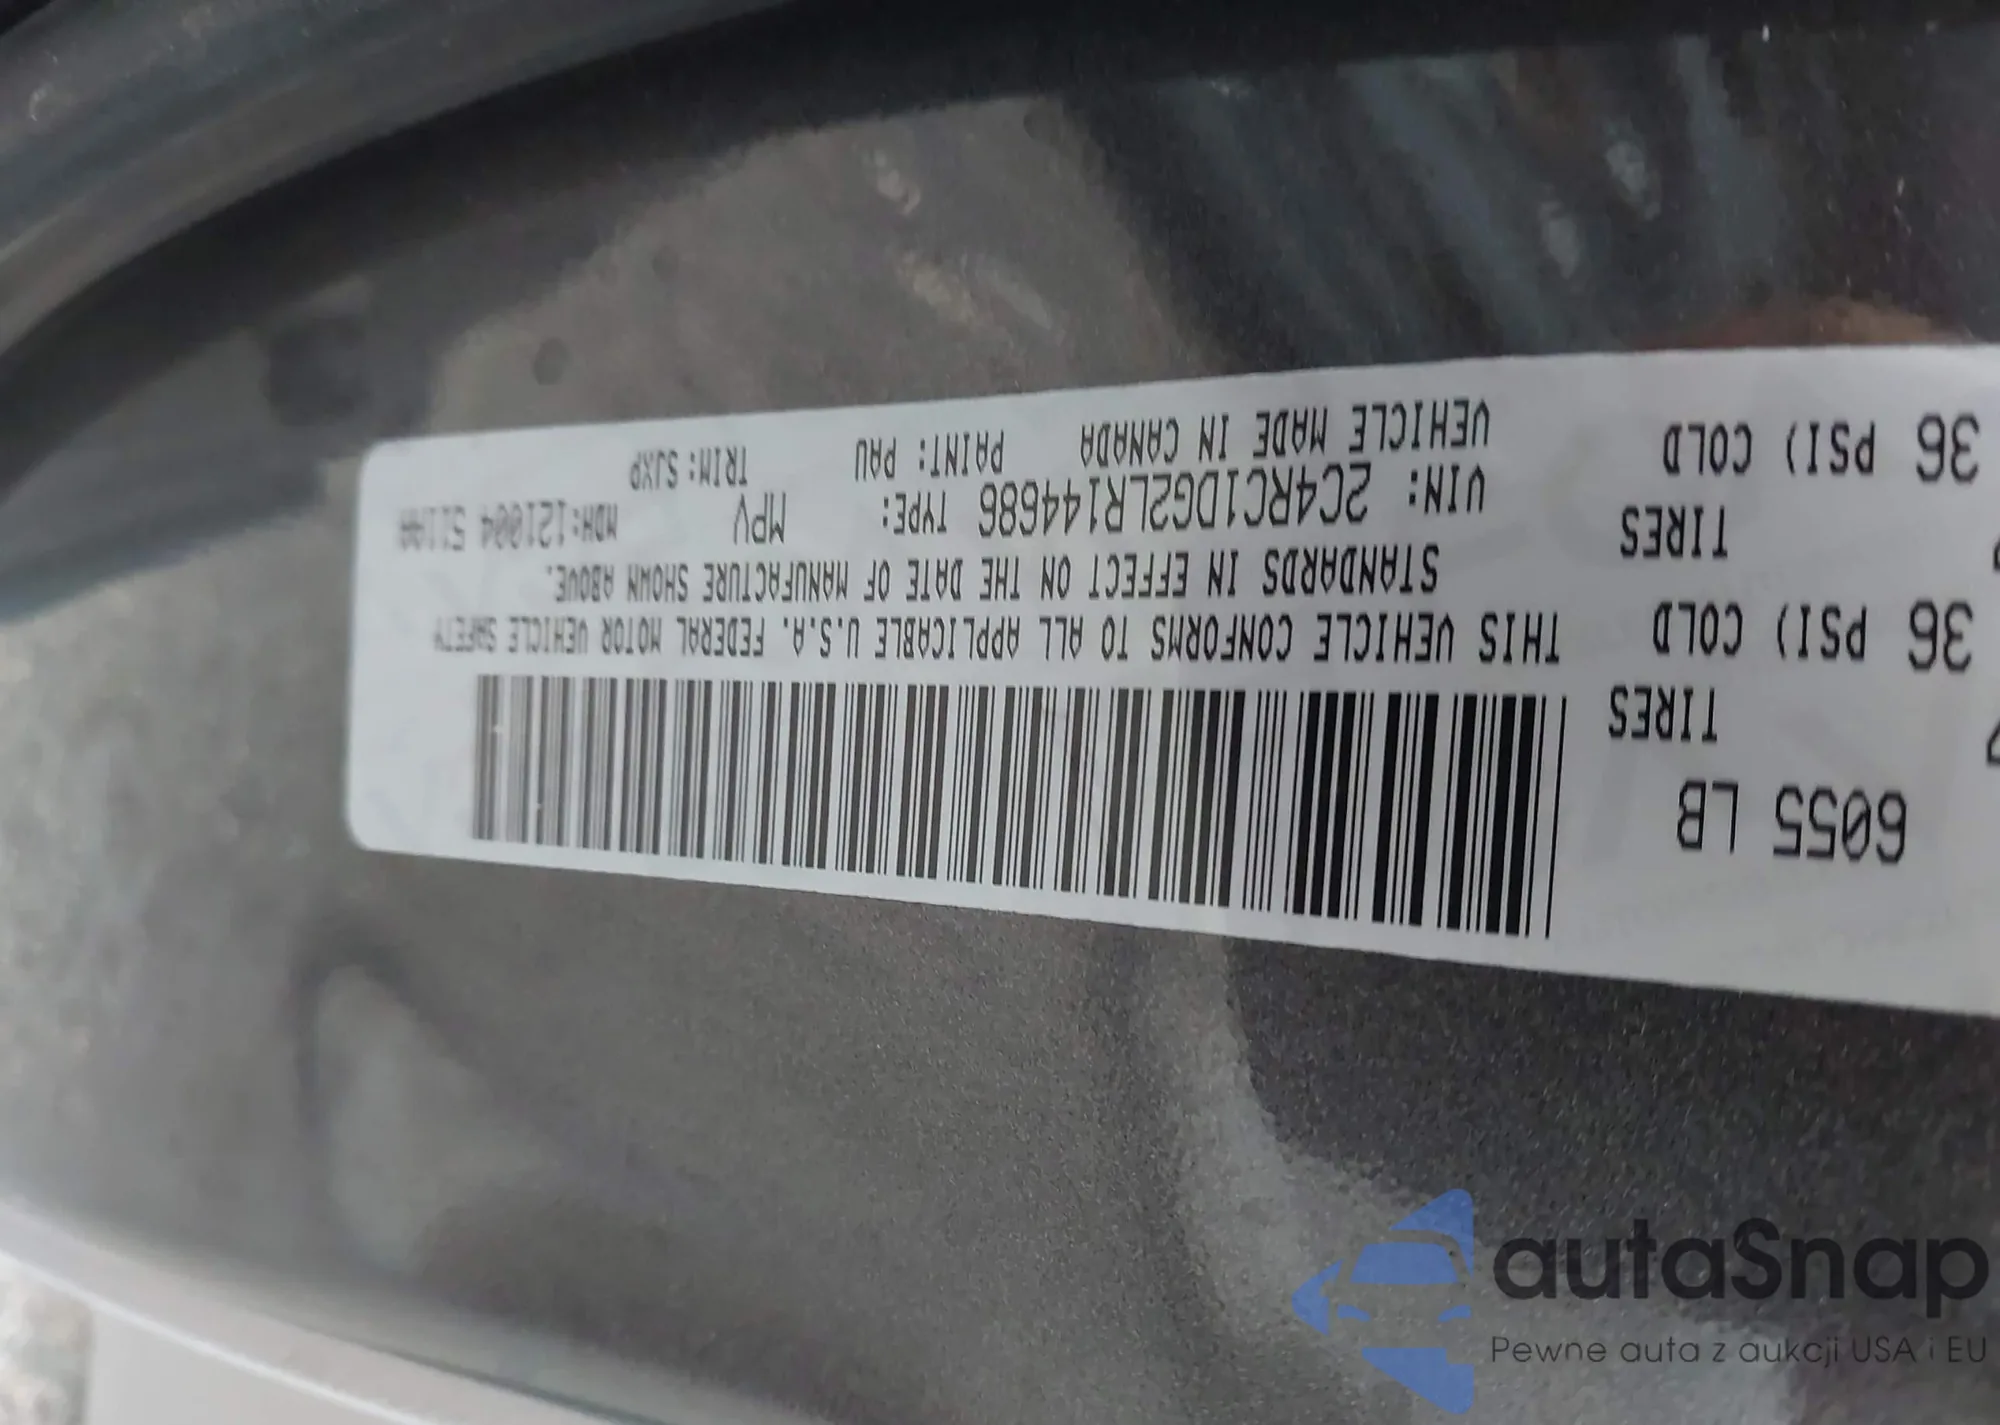 6055 LB
TIRES
36 PSI) COLD
TIRES
36 PSI) COLD
THIS VEHICLE CONFORMS TO ALL APPLICABLE U.S.A. FEDERAL MOTOR VEHICLE SAFETY
STANDARDS IN EFFECT ON THE DATE OF MANUFACTURE SHOWN ABOVE.
VIN: 2C4RC1DG2LR144686 TYPE: MPV MDH:121004 511AA
VEHICLE MADE IN CANADA PAINT: PAU TRIM: SJXP
autaSnap
Pewne auta z aukcji USA i EU